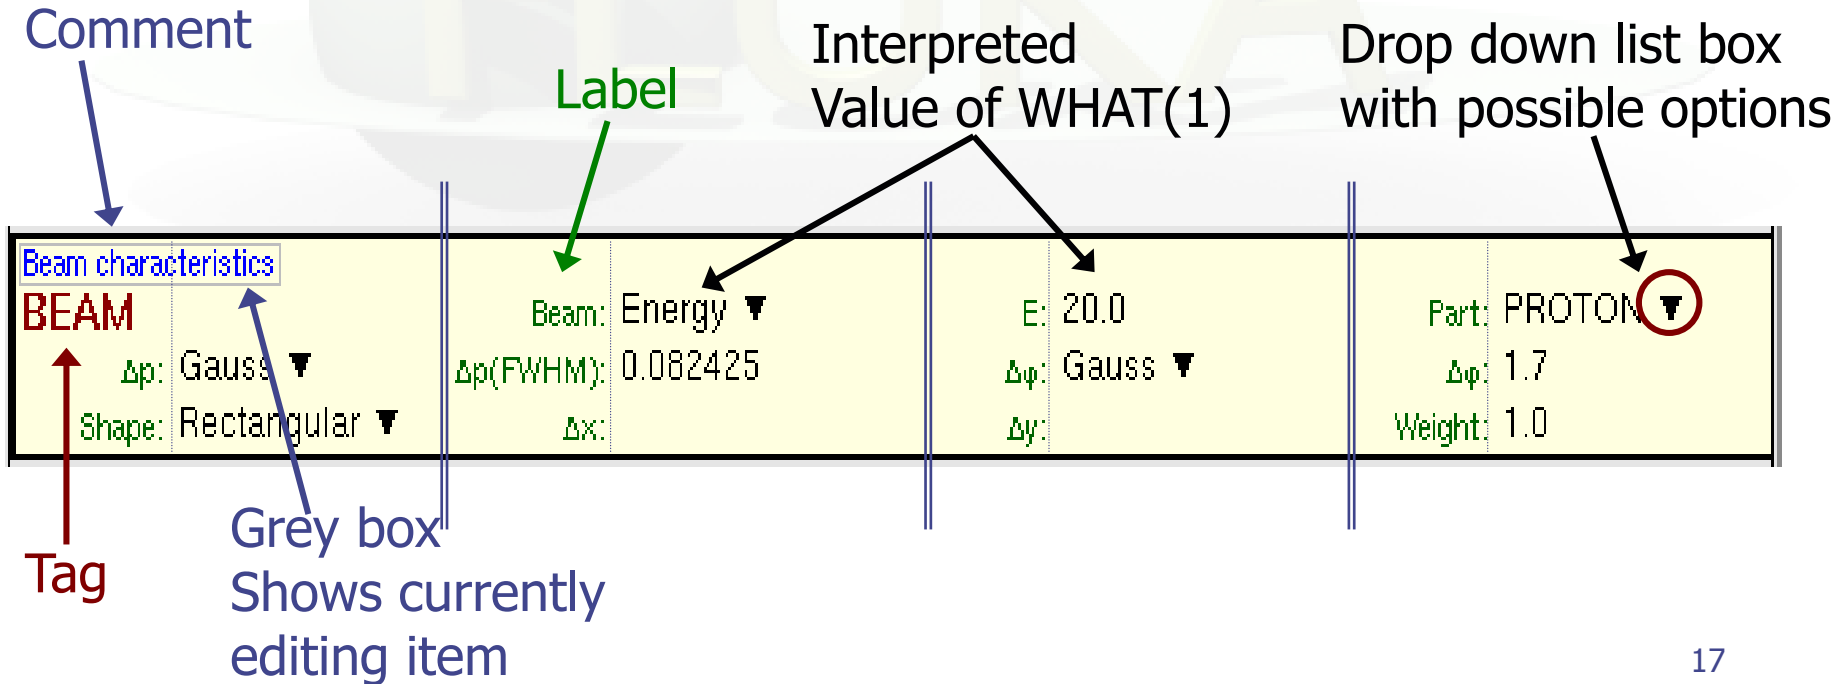 Comment
Label
Interpreted
Value of WHAT(1)
Drop down list box
with possible options
Beam characteristics
BEAM Beam: Energy ▼ E: 20.0 Part: PROTON ▼
Δp: Gauss ▼ Δp(FWHM): 0.082425 Δφ: Gauss ▼ Δφ: 1.7
Shape: Rectangular ▼ Δx: Δy: Weight: 1.0
Tag
Grey box
Shows currently
editing item
17
FLUKA